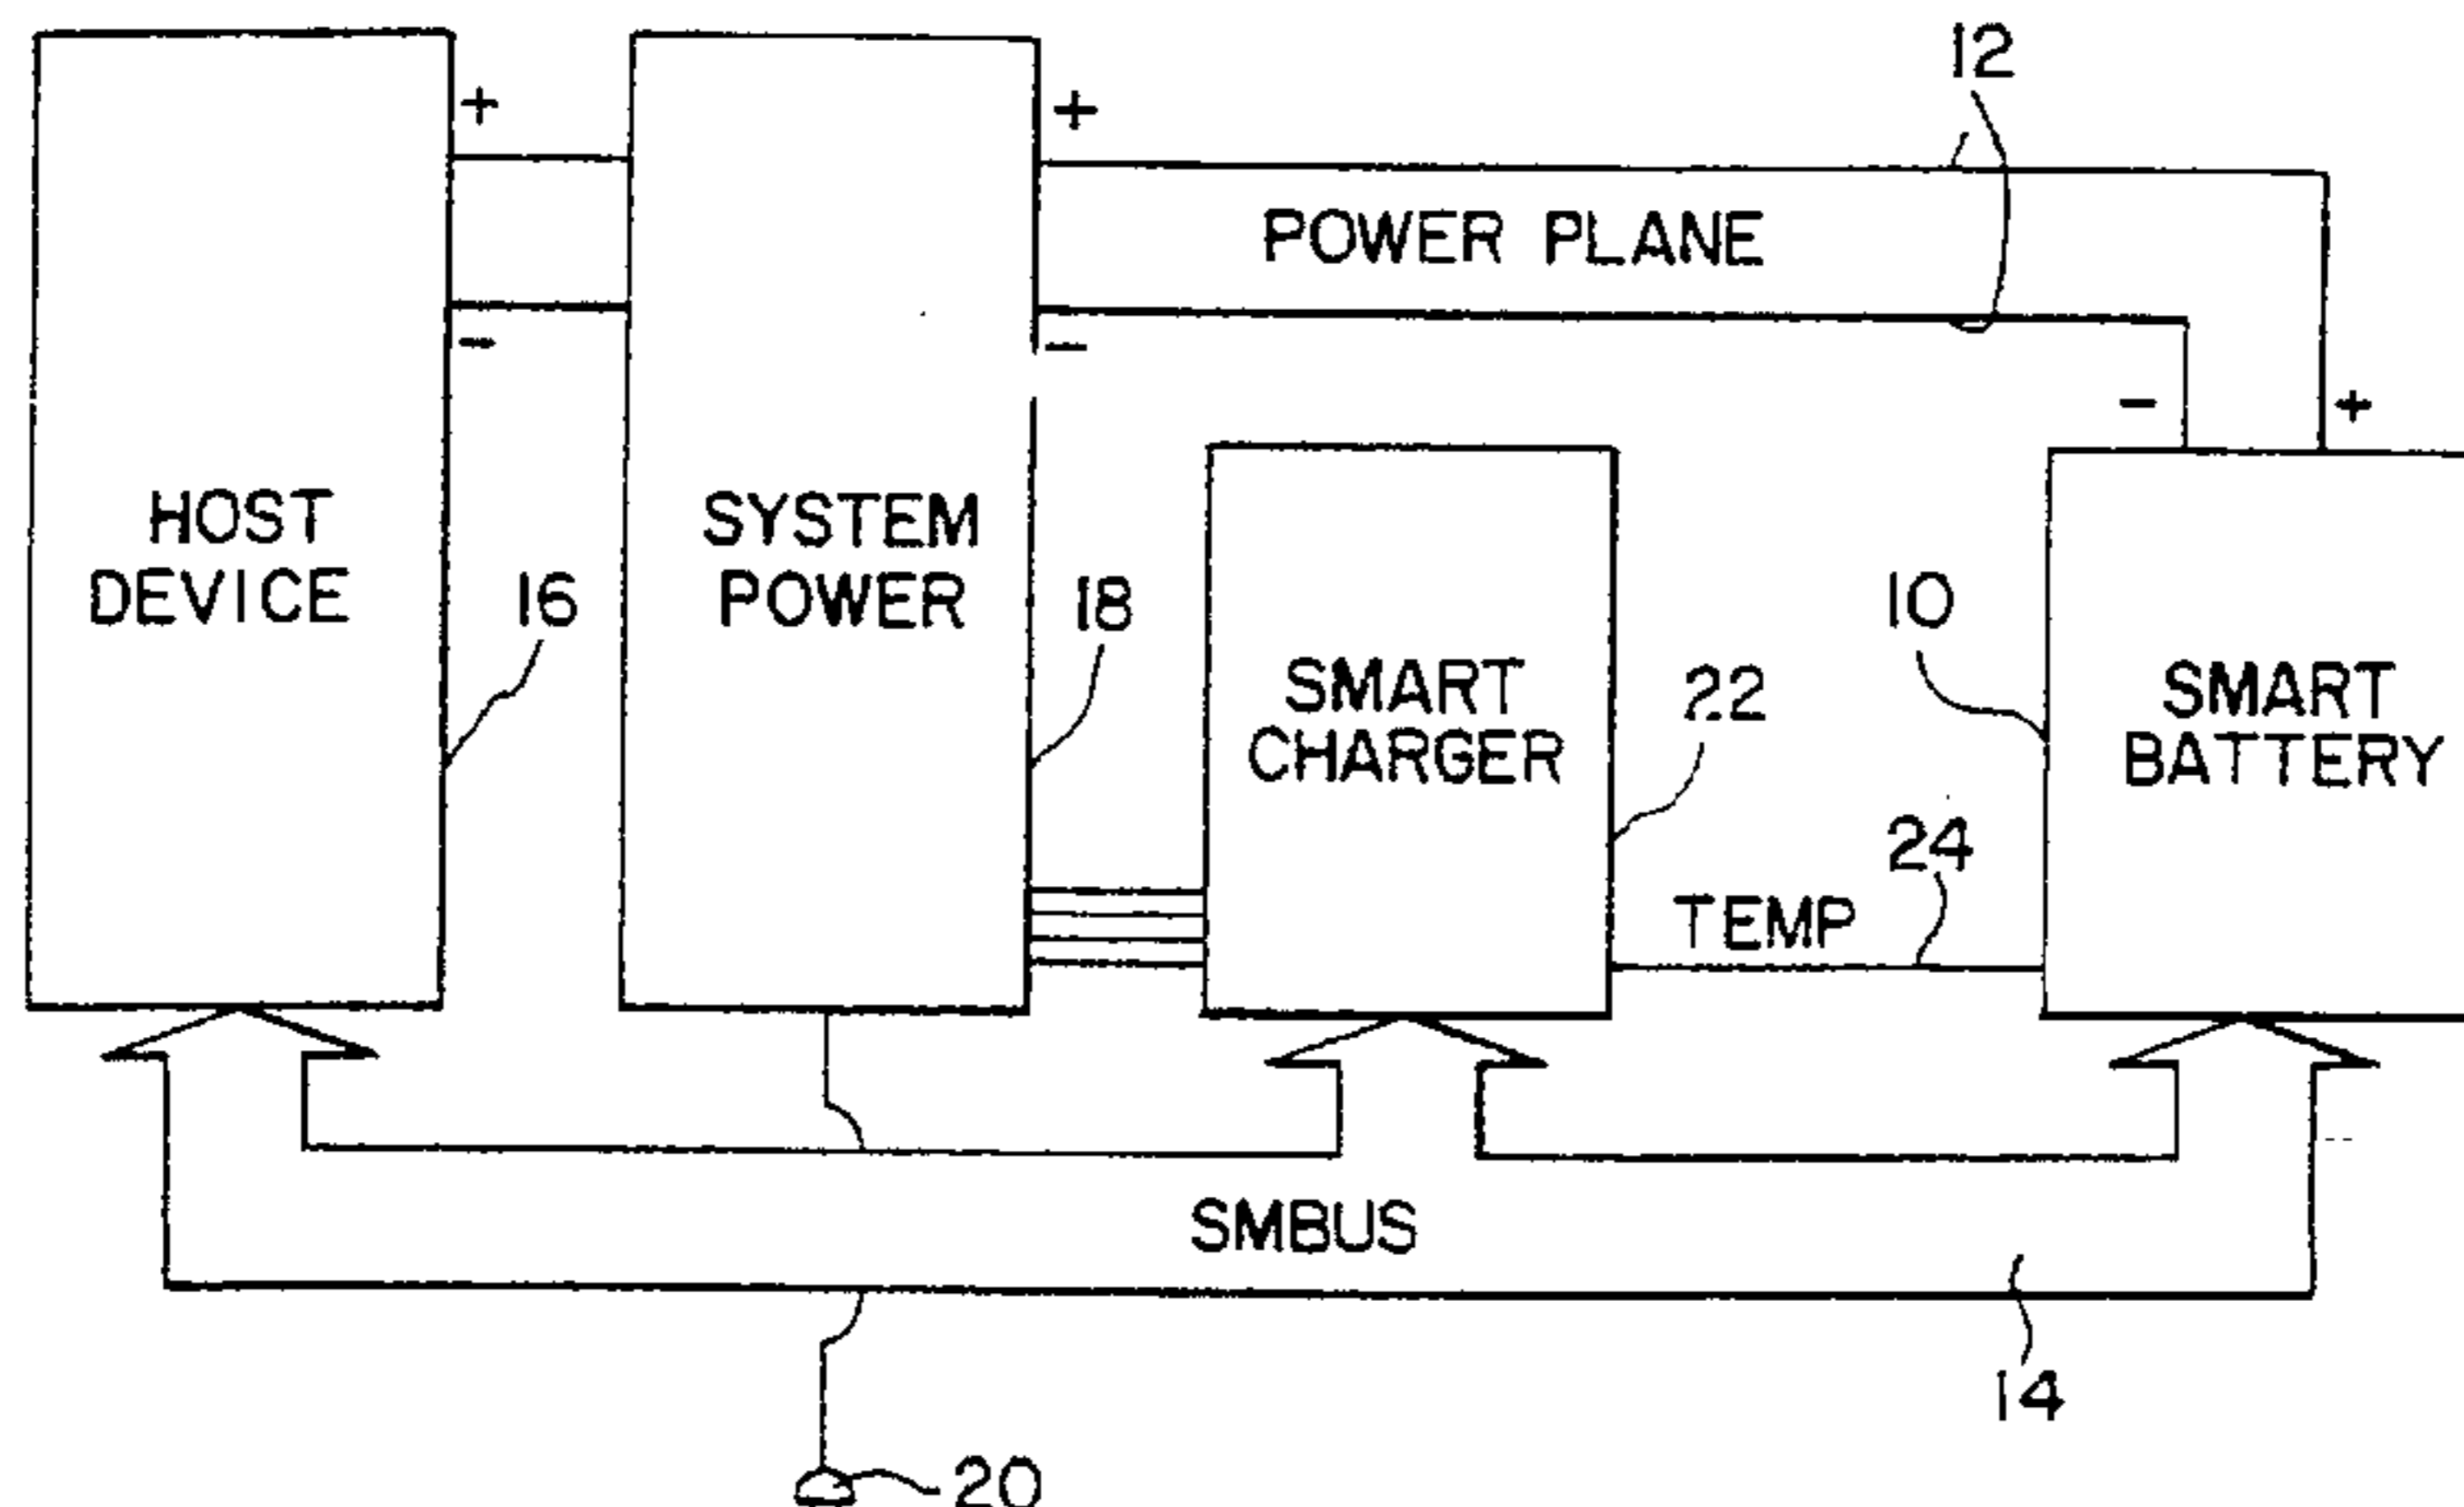 12
+
+
POWER PLANE
-
-
-
+
HOST
DEVICE
16
SYSTEM
POWER
18
SMART
CHARGER
22
10
SMART
BATTERY
24
TEMP
SMBUS
14
20